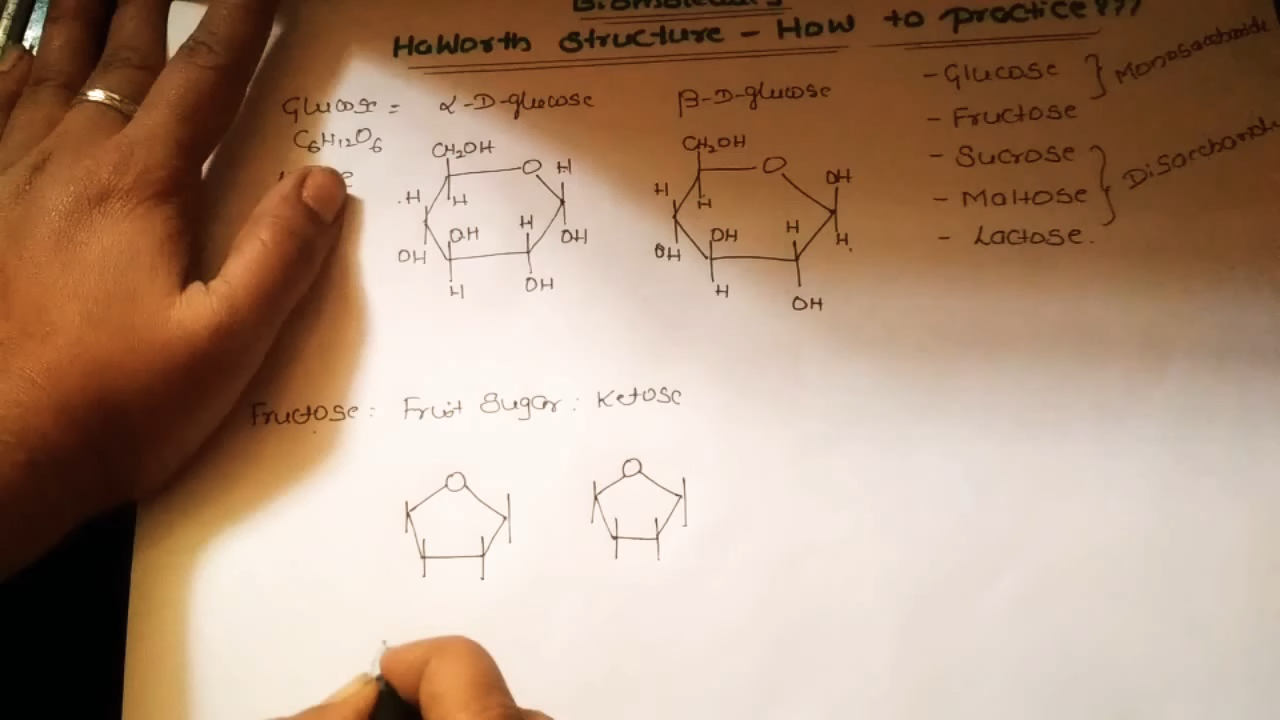 Haworth Structure - How to practice???
Glucose = α-D-glucose
β-D-glucose
C6H12O6
CH2OH
O
H
H
H
OH
OH
H
OH
H
OH
CH2OH
O
OH
H
H
OH
OH
H
H
H
OH
- Glucose
- Fructose
} Monosaccharide
- Sucrose
- Maltose
- Lactose.
} Disaccharide
Fructose: Fruit Sugar: Ketose
O
O